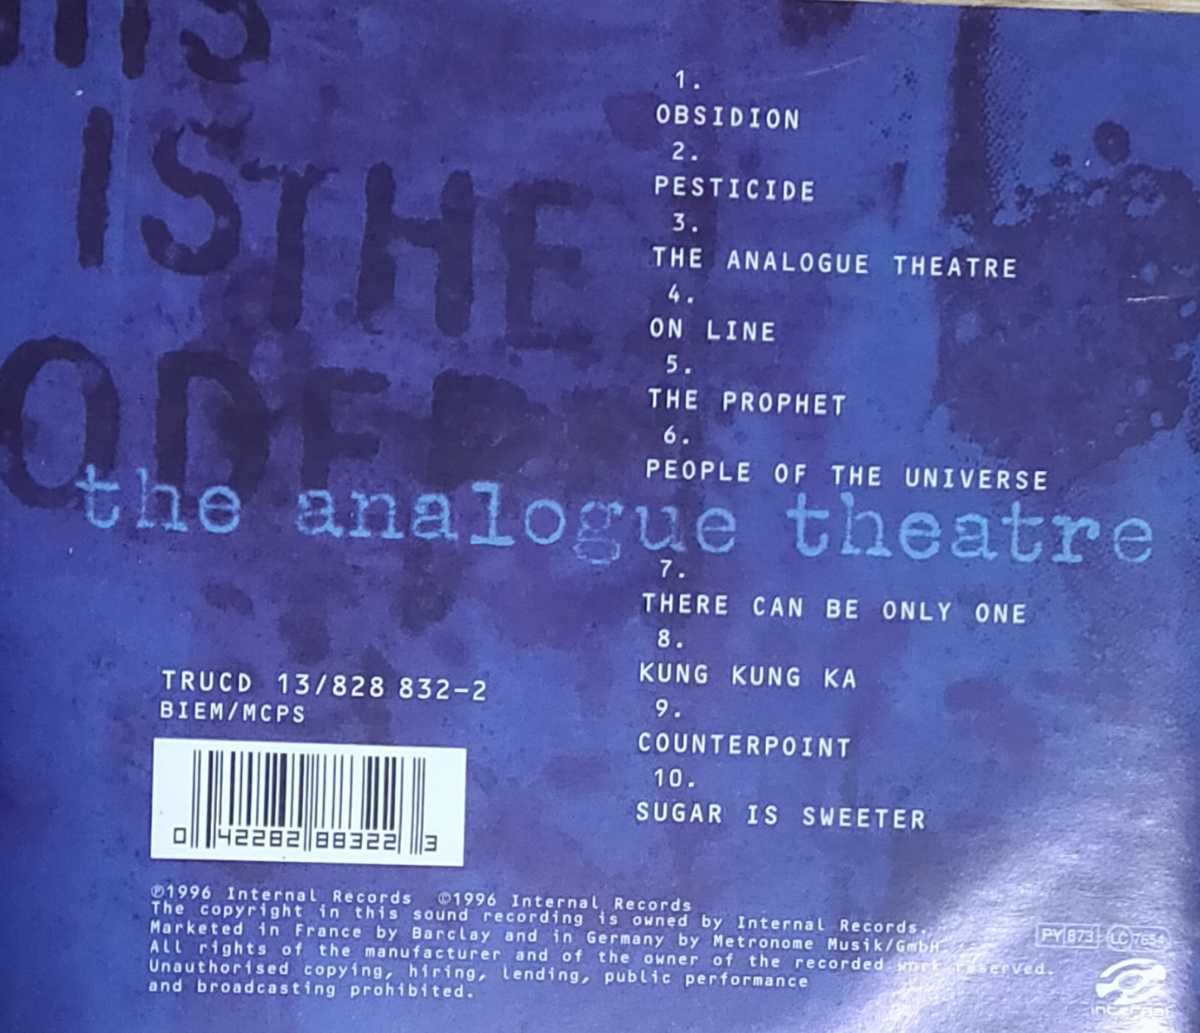 IS THE
1.
OBSIDION
2.
PESTICIDE
3.
THE ANALOGUE THEATRE
4.
ON LINE
5.
THE PROPHET
6.
PEOPLE OF THE UNIVERSE
the analogue theatre
7.
THERE CAN BE ONLY ONE
8.
KUNG KUNG KA
9.
COUNTERPOINT
10.
SUGAR IS SWEETER
TRUCD 13/828 832-2
BIEM/MCPS
0 42282 88322 3
℗1996 Internal Records ©1996 Internal Records
The copyright in this sound recording is owned by Internal Records.
Marketed in France by Barclay and in Germany by Metronome Musik/GmbH
All rights of the manufacturer and of the owner of the recorded work reserved.
Unauthorised copying, hiring, lending, public performance
and broadcasting prohibited.
PY 873 LC 7654
internal